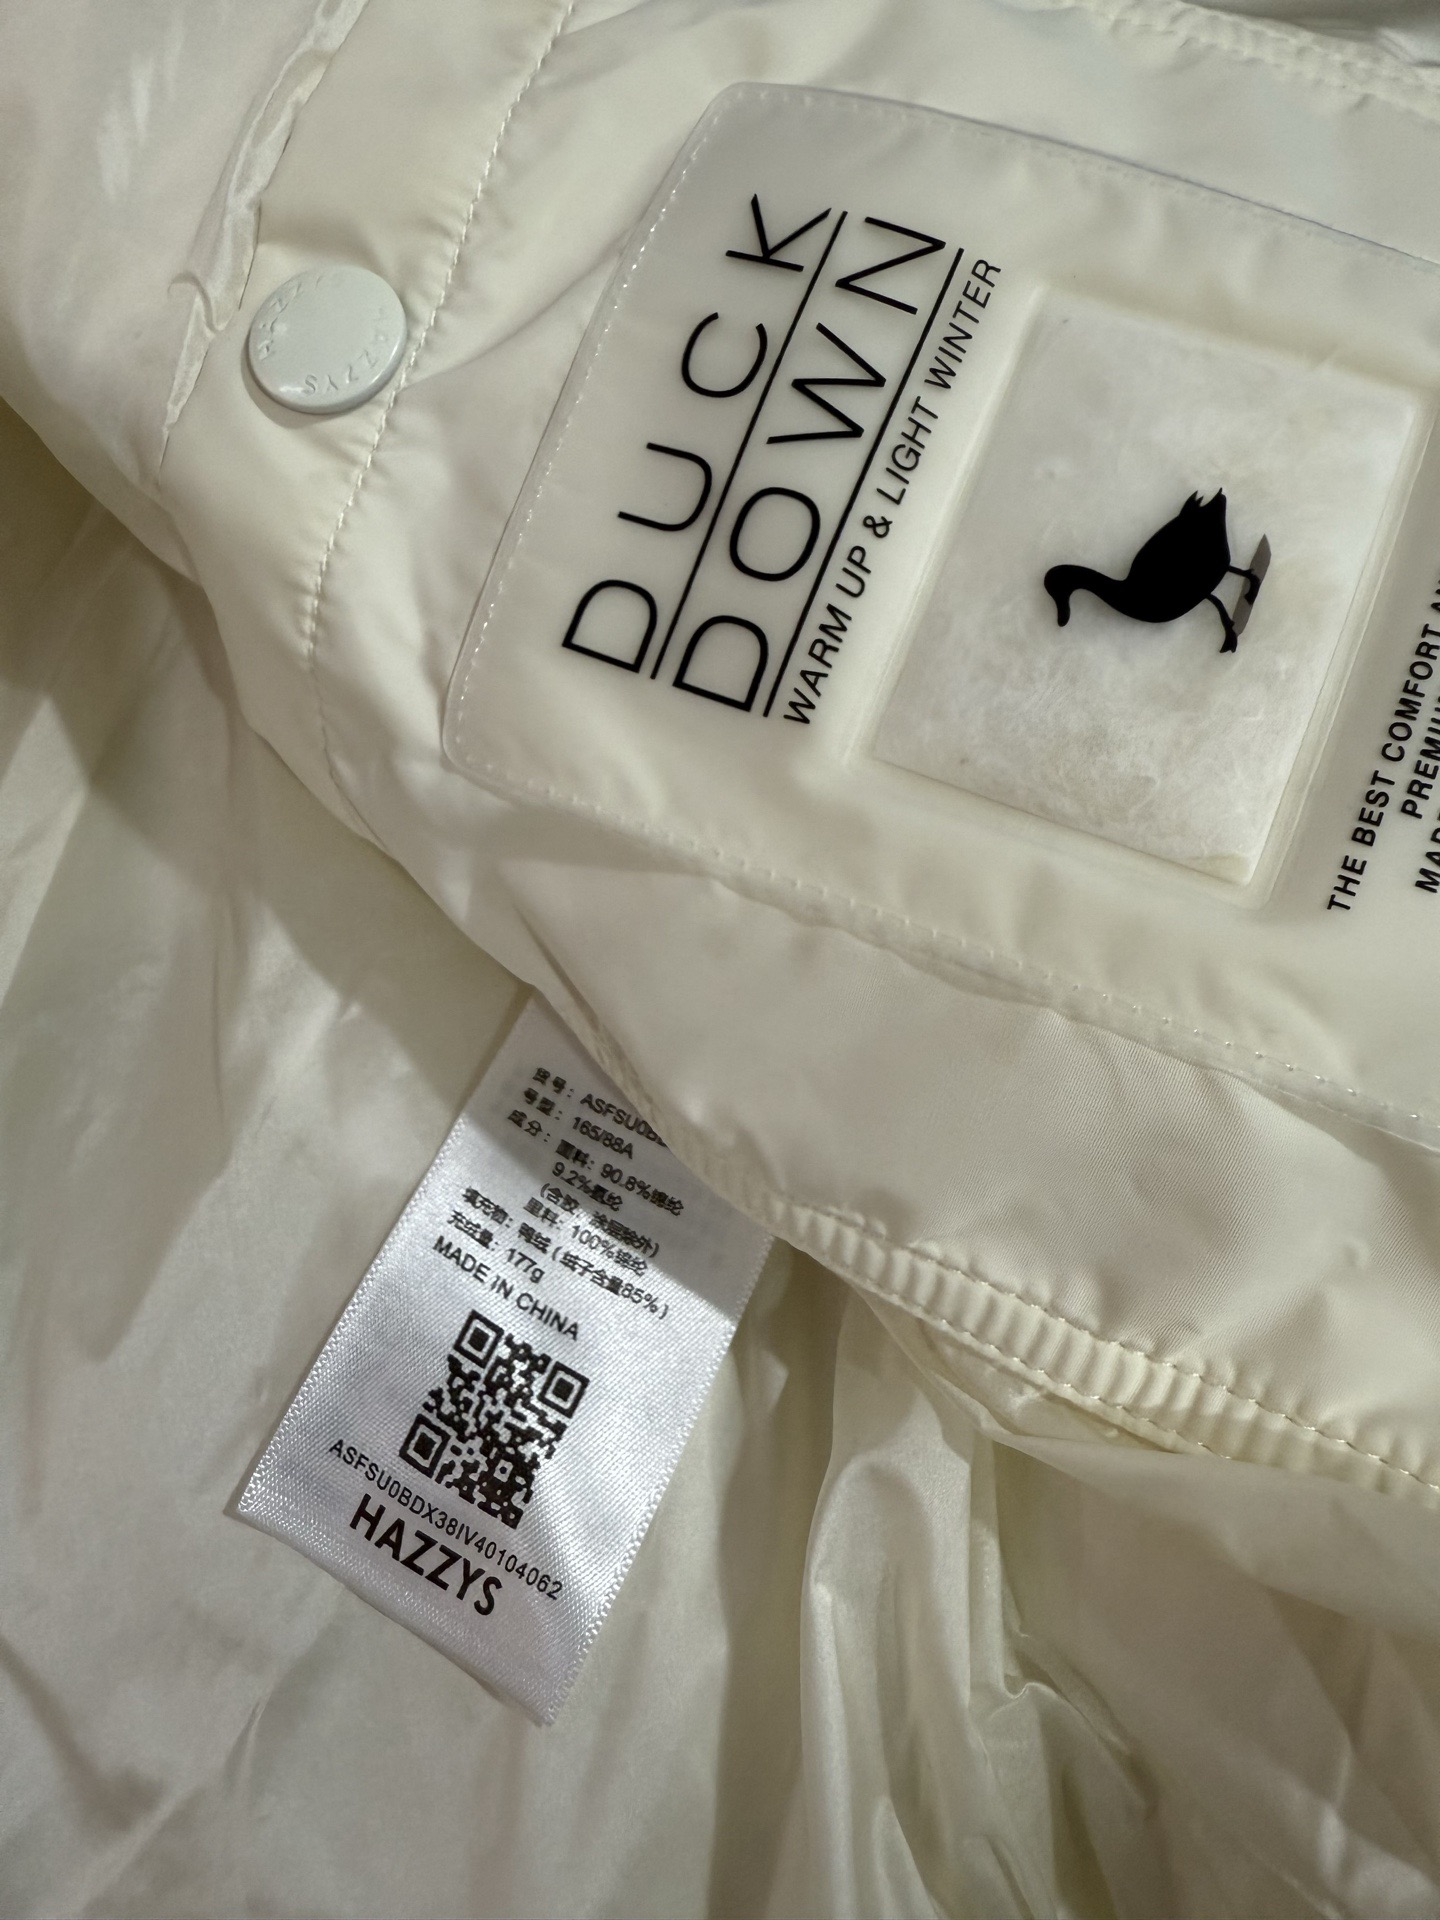 HAZZYS HAZZYS
DUCK
DOWN
WARM UP & LIGHT WINTER
THE BEST COMFORT
货号：ASFSU0B
号型：165/88A
成分：面料：90.8%锦纶
9.2%氨纶
(含胶、涂层除外)
里料：100%锦纶
填充物：鸭绒(绒子含量85%)
充绒量：177g
MADE IN CHINA
ASFSU0BDX38IV40104062
HAZZYS